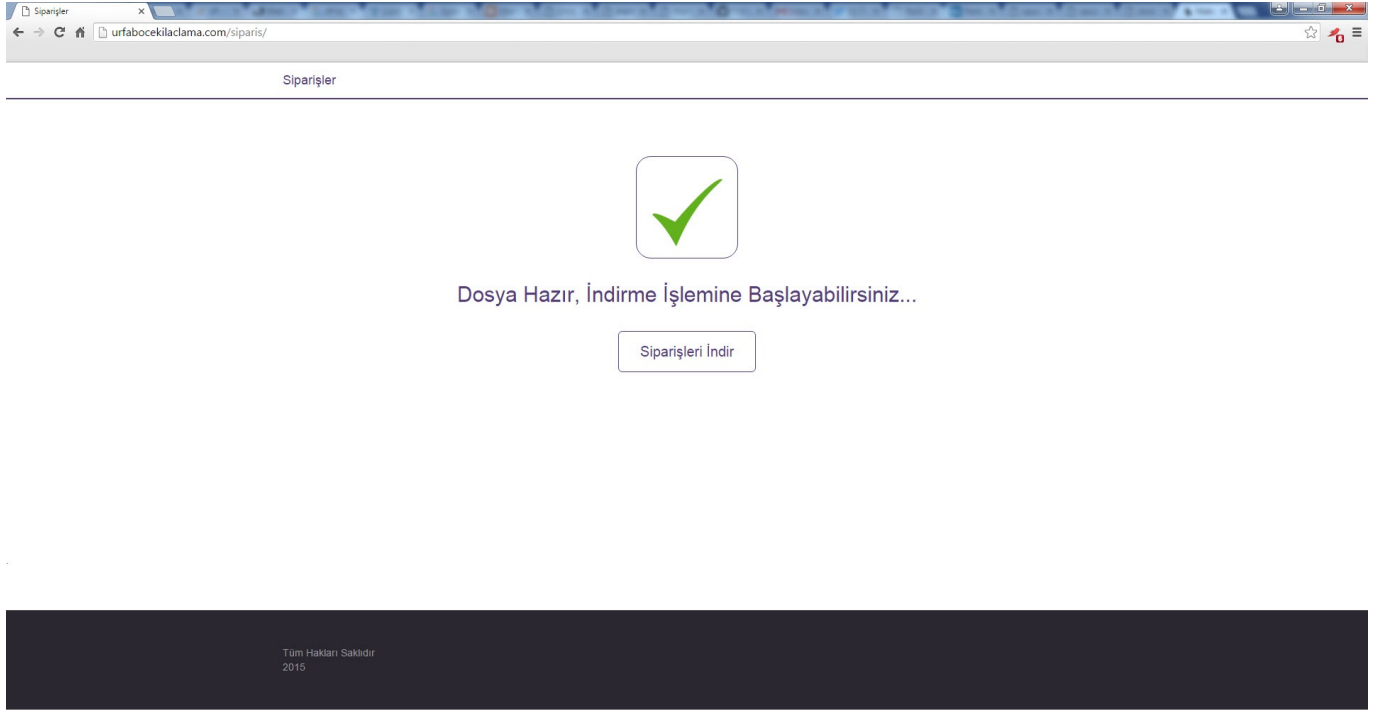 Siparişler
urfabocekilaclama.com/siparis/
Siparişler
Dosya Hazır, İndirme İşlemine Başlayabilirsiniz...
Siparişleri İndir
Tüm Hakları Saklıdır
2015